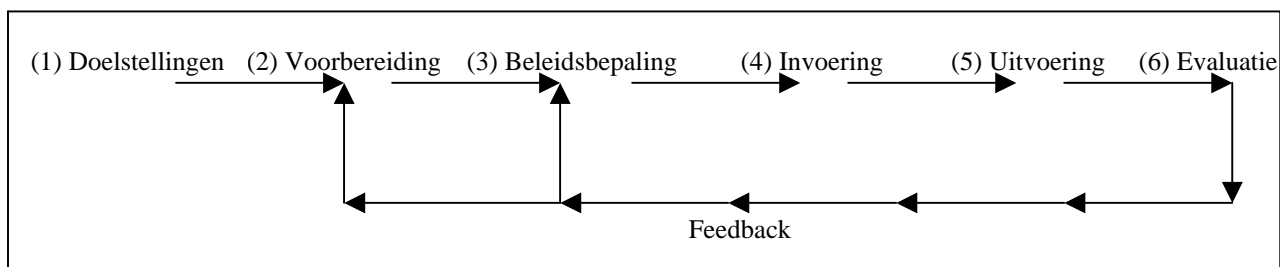 (1) Doelstellingen (2) Voorbereiding (3) Beleidsbepaling (4) Invoering (5) Uitvoering (6) Evaluatie
Feedback